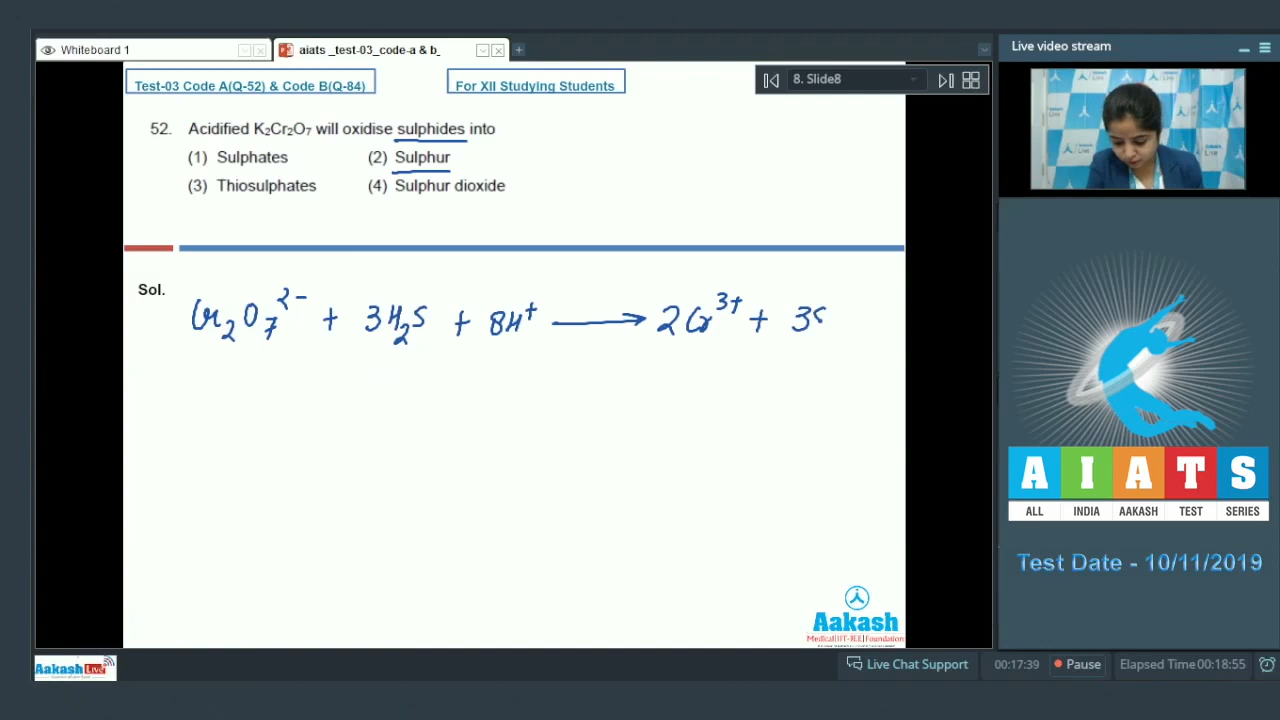 Whiteboard 1
aiats _test-03_code-a & b_
Live video stream
Test-03 Code A(Q-52) & Code B(Q-84)
For XII Studying Students
8. Slide8
52. Acidified K₂Cr₂O₇ will oxidise sulphides into
(1) Sulphates (2) Sulphur
(3) Thiosulphates (4) Sulphur dioxide
Sol. Cr₂O₇²⁻ + 3H₂S + 8H⁺ ⟶ 2Cr³⁺ + 3S
A I A T S
ALL INDIA AAKASH TEST SERIES
Test Date - 10/11/2019
Aakash
Medical|IIT-JEE|Foundations
Aakash Live
Live Chat Support
00:17:39
Pause
Elapsed Time 00:18:55